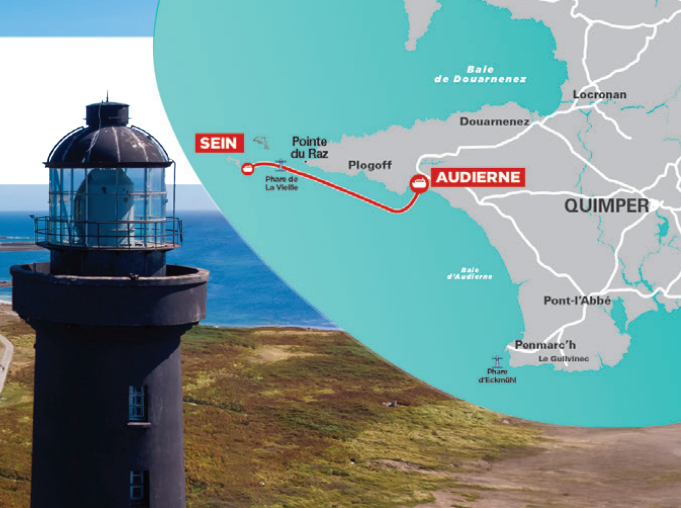 Baie
de Douarnenez
Locronan
Douarnenez
SEIN
Pointe
du Raz
Plogoff
AUDIERNE
Phare de
La Vieille
QUIMPER
Baie
d'Audierne
Pont-l'Abbé
Penmarc'h
Le Guilvinec
Phare
d'Eckmühl